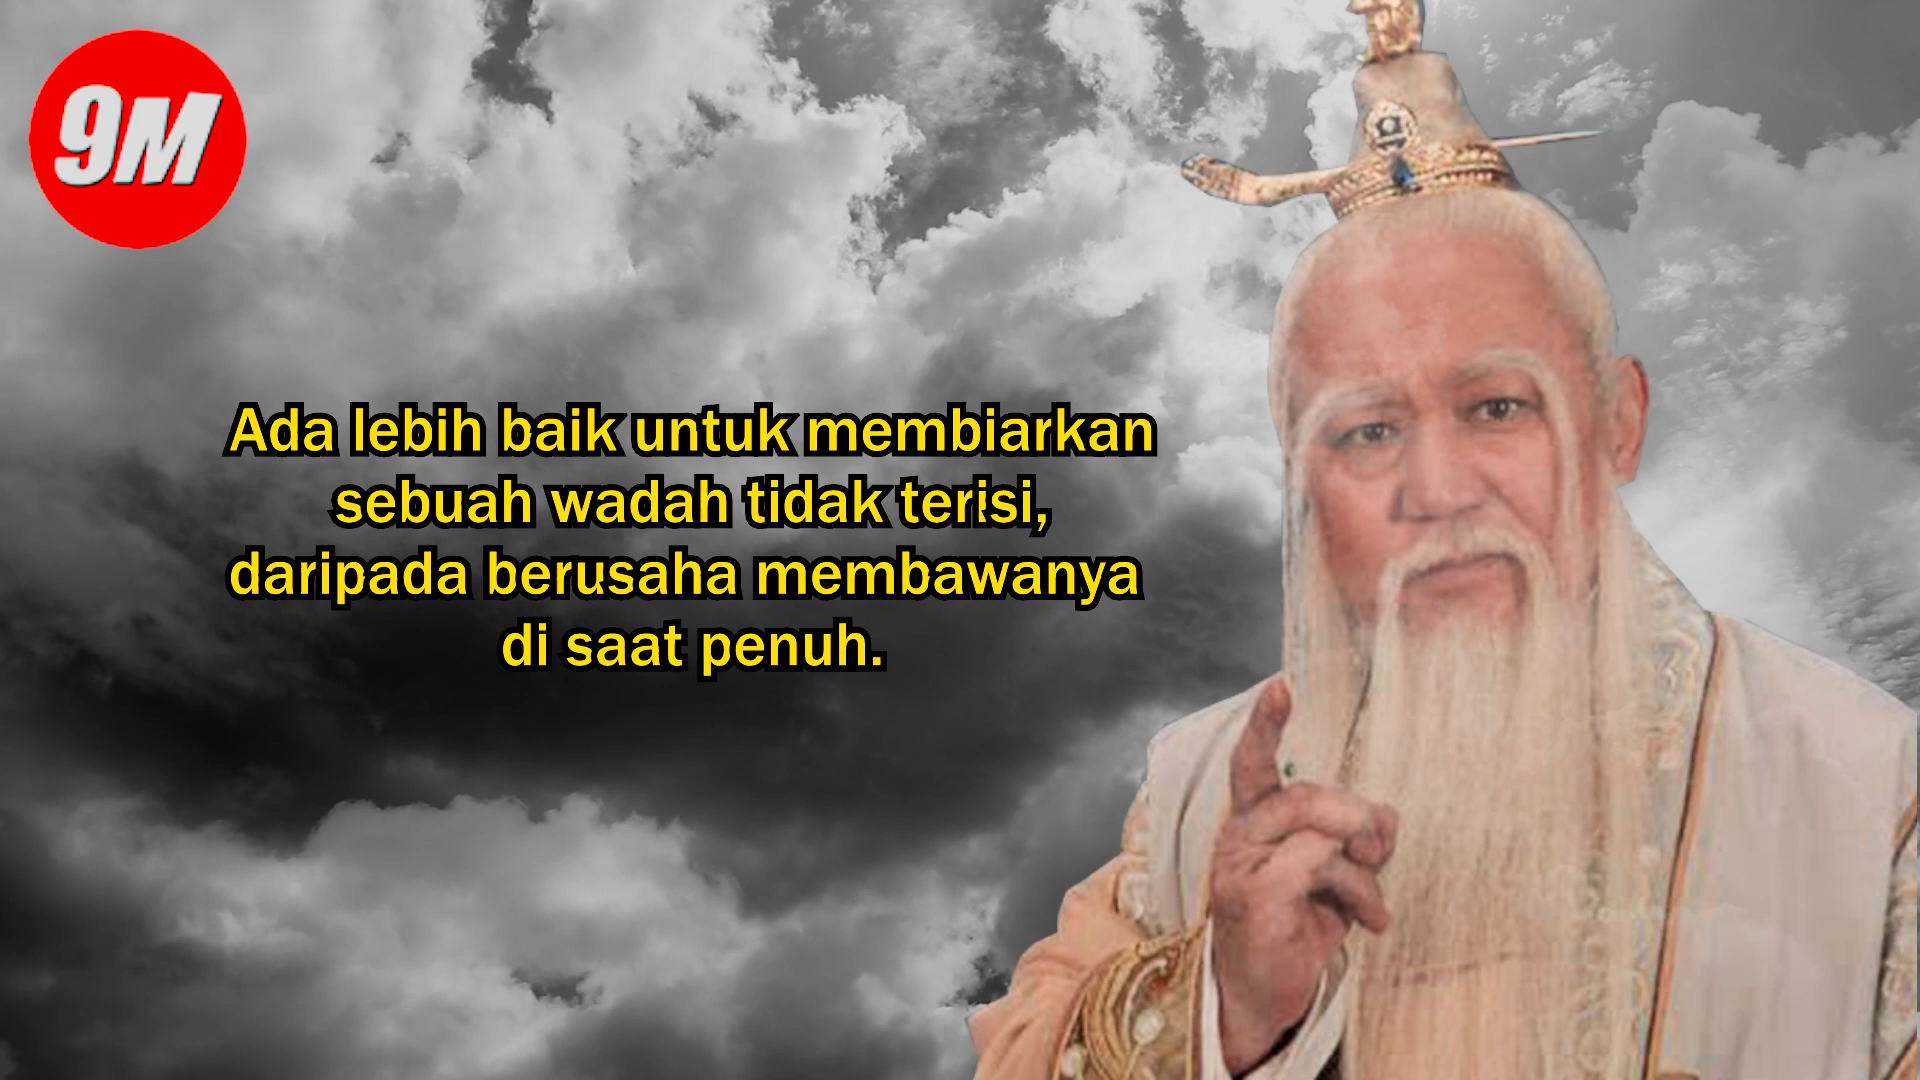 9M
Ada lebih baik untuk membiarkan
sebuah wadah tidak terisi,
daripada berusaha membawanya
di saat penuh.